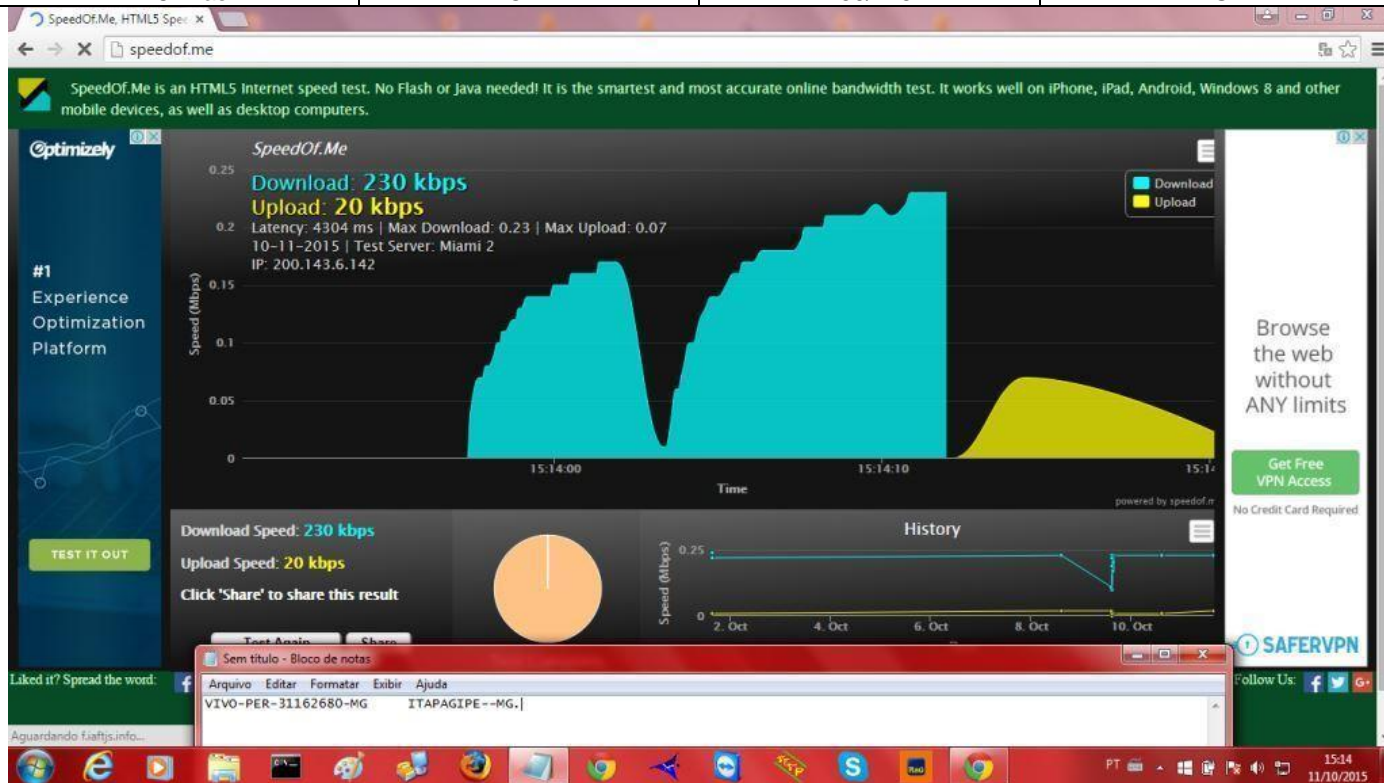 SpeedOf.Me, HTML5 Spee
speedof.me
SpeedOf.Me is an HTML5 Internet speed test. No Flash or Java needed! It is the smartest and most accurate online bandwidth test. It works well on iPhone, iPad, Android, Windows 8 and other
mobile devices, as well as desktop computers.
Optimizely
#1
Experience
Optimization
Platform
TEST IT OUT
SpeedOf.Me
Download: 230 kbps
Upload: 20 kbps
Latency: 4304 ms | Max Download: 0.23 | Max Upload: 0.07
10-11-2015 | Test Server: Miami 2
IP: 200.143.6.142
Download
Upload
Speed (Mbps)
0.25
0.2
0.15
0.1
0.05
0
15:14:00
15:14:10
15:14
Time
powered by speedof.m
Browse
the web
without
ANY limits
Get Free
VPN Access
No Credit Card Required
SAFERVPN
Download Speed: 230 kbps
Upload Speed: 20 kbps
Click 'Share' to share this result
Test Again
Share
History
Speed (Mbps)
0.25
0
2. Oct
4. Oct
6. Oct
8. Oct
10. Oct
Liked it? Spread the word:
Follow Us:
Sem título - Bloco de notas
Arquivo Editar Formatar Exibir Ajuda
VIVO-PER-31162680-MG ITAPAGIPE--MG.
Aguardando f.iaftjs.info...
PT
15:14
11/10/2015